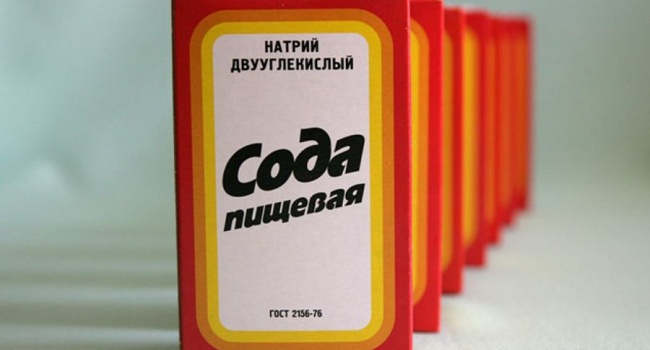 НАТРИЙ
ДВУУГЛЕКИСЛЫЙ
Сода
пищевая
ГОСТ 2156-76